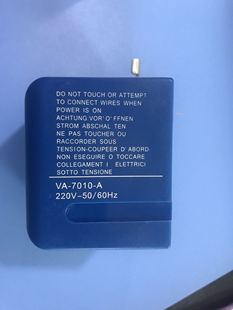 DO NOT TOUCH OR ATTEMPT
TO CONNECT WIRES WHEN
POWER IS ON
ACHTUNG VOR'O'FFNEN
STROM ABSCHAL TEN
NE PAS TOUCHER OU
RACCORDER SOUS
TENSION-COUPEER D'ABORD
NON ESEGUIRE O TOCCARE
COLLEGAMENT I ELETTRICI
SOTTO TENSIONE
VA-7010-A
220V-50/60Hz